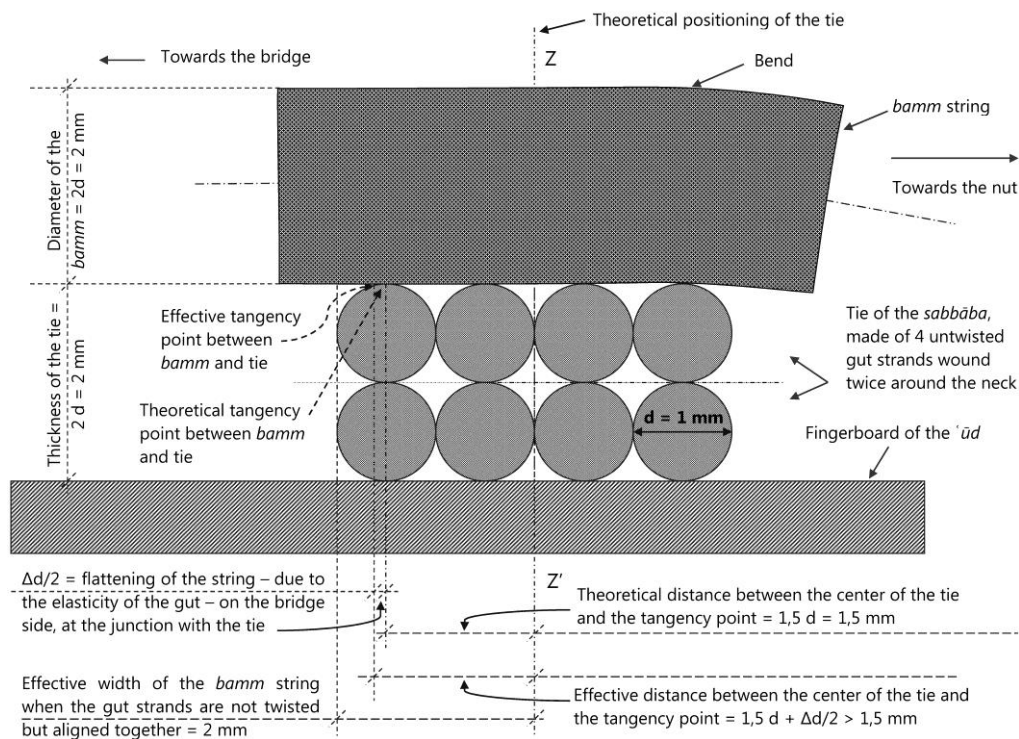 Theoretical positioning of the tie
Towards the bridge
Z
Bend
bamm string
Towards the nut
Diameter of the
bamm = 2d = 2 mm
Effective tangency
point between
bamm and tie
Theoretical tangency
point between bamm
and tie
Thickness of the tie =
2 d = 2 mm
Tie of the sabbāba,
made of 4 untwisted
gut strands wound
twice around the neck
d = 1 mm
Fingerboard of the ʿūd
Δd/2 = flattening of the string – due to
the elasticity of the gut – on the bridge
side, at the junction with the tie
Z’
Theoretical distance between the center of the tie
and the tangency point = 1,5 d = 1,5 mm
Effective width of the bamm string
when the gut strands are not twisted
but aligned together = 2 mm
Effective distance between the center of the tie and
the tangency point = 1,5 d + Δd/2 > 1,5 mm